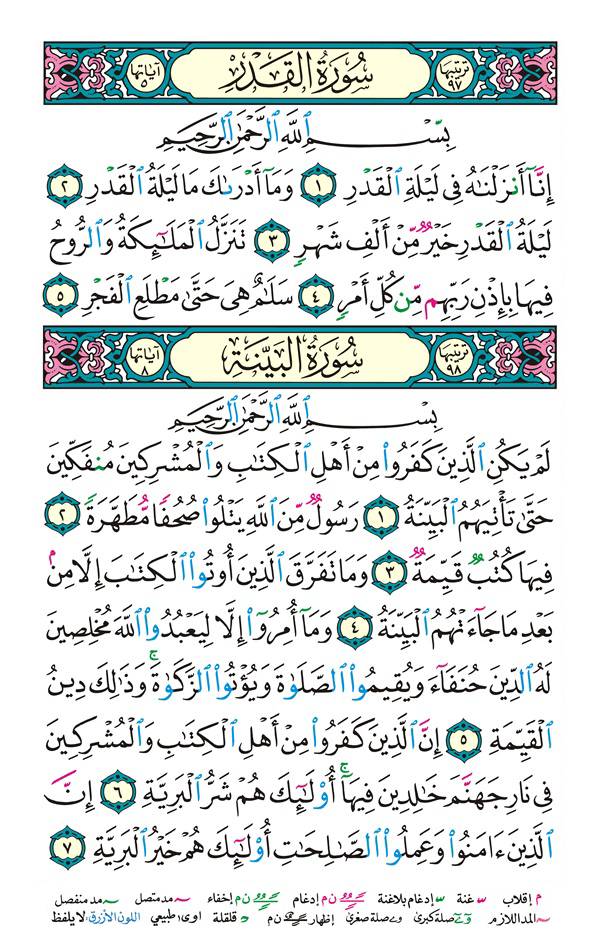 ترتيبها ٩٧ سُورَةُ الْقَدْرِ آياتها ٥
بِسْمِ ٱللَّهِ ٱلرَّحْمَٰنِ ٱلرَّحِيمِ
إِنَّآ أَنزَلْنَٰهُ فِى لَيْلَةِ ٱلْقَدْرِ ١ وَمَآ أَدْرَىٰكَ مَا لَيْلَةُ ٱلْقَدْرِ ٢
لَيْلَةُ ٱلْقَدْرِ خَيْرٌ مِّنْ أَلْفِ شَهْرٍ ٣ تَنَزَّلُ ٱلْمَلَٰٓئِكَةُ وَٱلرُّوحُ
فِيهَا بِإِذْنِ رَبِّهِم مِّن كُلِّ أَمْرٍ ٤ سَلَٰمٌ هِىَ حَتَّىٰ مَطْلَعِ ٱلْفَجْرِ ٥
ترتيبها ٩٨ سُورَةُ الْبَيِّنَةِ آياتها ٨
بِسْمِ ٱللَّهِ ٱلرَّحْمَٰنِ ٱلرَّحِيمِ
لَمْ يَكُنِ ٱلَّذِينَ كَفَرُوا۟ مِنْ أَهْلِ ٱلْكِتَٰبِ وَٱلْمُشْرِكِينَ مُنفَكِّينَ
حَتَّىٰ تَأْتِيَهُمُ ٱلْبَيِّنَةُ ١ رَسُولٌ مِّنَ ٱللَّهِ يَتْلُوا۟ صُحُفًا مُّطَهَّرَةً ٢
فِيهَا كُتُبٌ قَيِّمَةٌ ٣ وَمَا تَفَرَّقَ ٱلَّذِينَ أُوتُوا۟ ٱلْكِتَٰبَ إِلَّا مِنۢ
بَعْدِ مَا جَآءَتْهُمُ ٱلْبَيِّنَةُ ٤ وَمَآ أُمِرُوٓا۟ إِلَّا لِيَعْبُدُوا۟ ٱللَّهَ مُخْلِصِينَ
لَهُ ٱلدِّينَ حُنَفَآءَ وَيُقِيمُوا۟ ٱلصَّلَوٰةَ وَيُؤْتُوا۟ ٱلزَّكَوٰةَ ۚ وَذَٰلِكَ دِينُ
ٱلْقَيِّمَةِ ٥ إِنَّ ٱلَّذِينَ كَفَرُوا۟ مِنْ أَهْلِ ٱلْكِتَٰبِ وَٱلْمُشْرِكِينَ
فِى نَارِ جَهَنَّمَ خَٰلِدِينَ فِيهَآ ۚ أُو۟لَٰٓئِكَ هُمْ شَرُّ ٱلْبَرِيَّةِ ٦ إِنَّ
ٱلَّذِينَ ءَامَنُوا۟ وَعَمِلُوا۟ ٱلصَّٰلِحَٰتِ أُو۟لَٰٓئِكَ هُمْ خَيْرُ ٱلْبَرِيَّةِ ٧
م إقلاب غنة إدغام بلاغنة ن م إدغام ن م إخفاء مد متصل مد منفصل
المد اللازم صلة كبرى صلة صغرى إظهار ن م قلقلة اوى: طبيعي اللون الأزرق: لا يلفظ